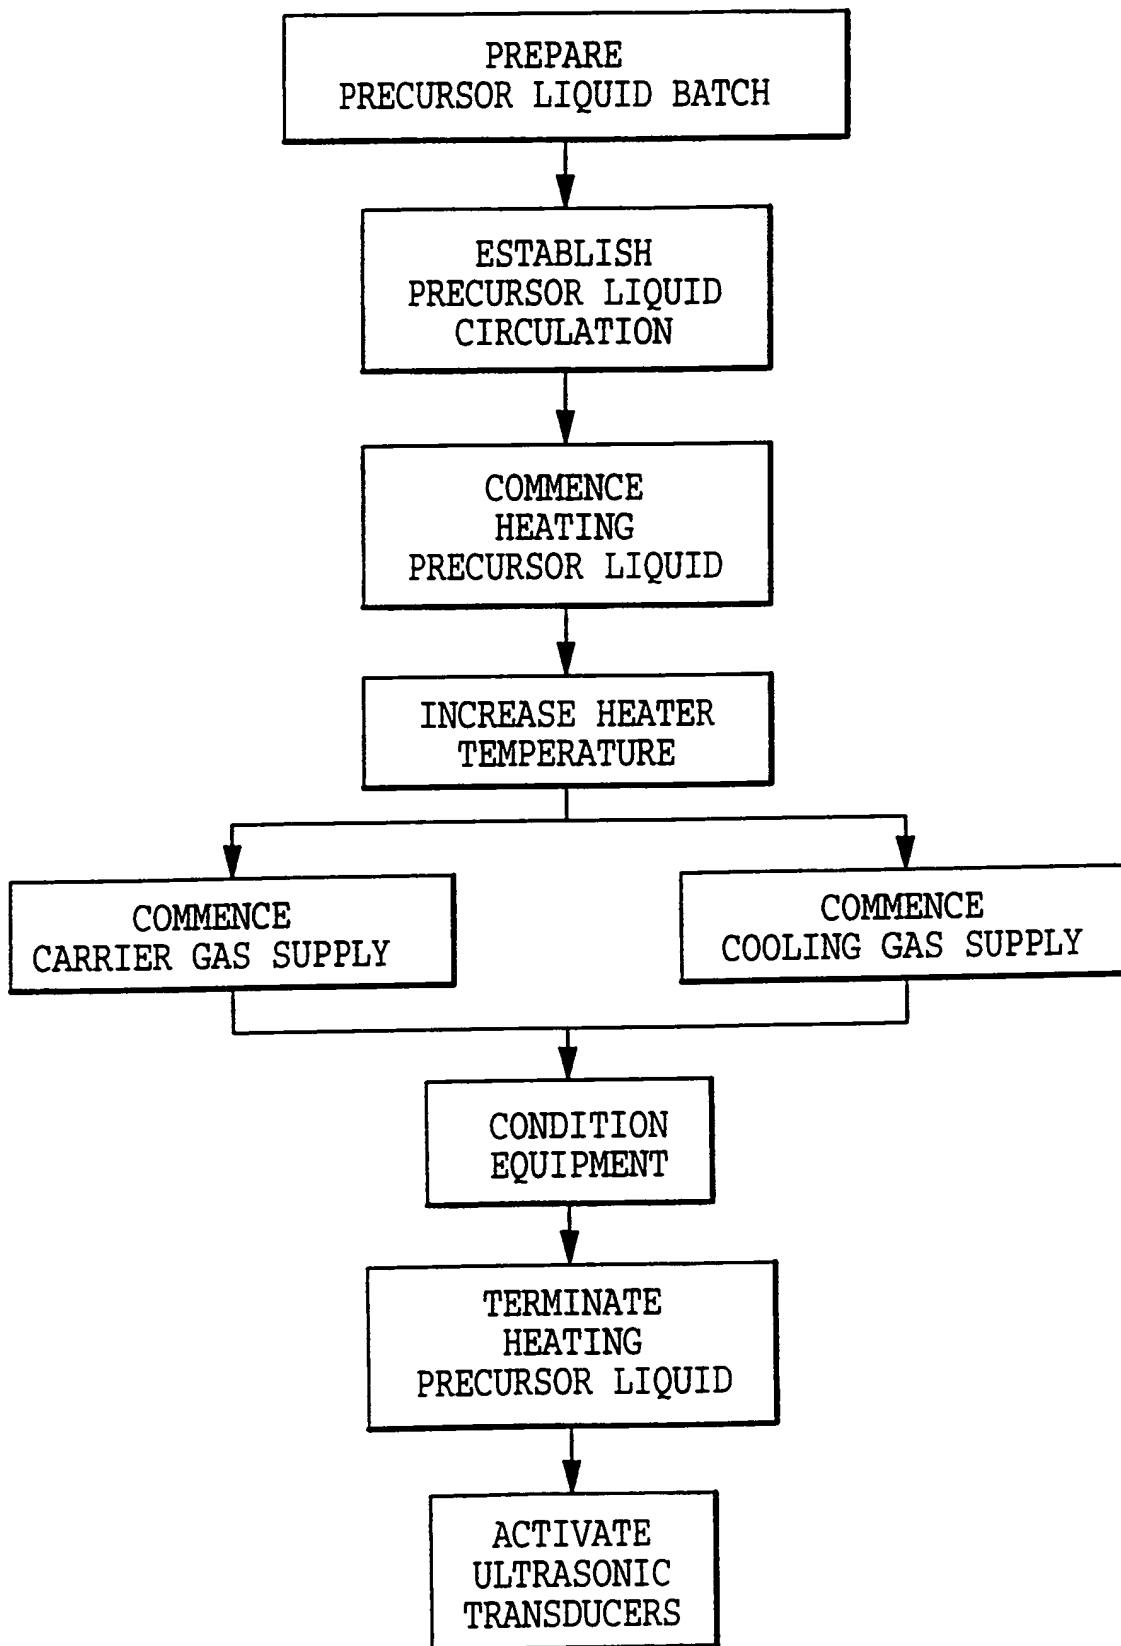 PREPARE
PRECURSOR LIQUID BATCH
ESTABLISH
PRECURSOR LIQUID
CIRCULATION
COMMENCE
HEATING
PRECURSOR LIQUID
INCREASE HEATER
TEMPERATURE
COMMENCE
CARRIER GAS SUPPLY
COMMENCE
COOLING GAS SUPPLY
CONDITION
EQUIPMENT
TERMINATE
HEATING
PRECURSOR LIQUID
ACTIVATE
ULTRASONIC
TRANSDUCERS